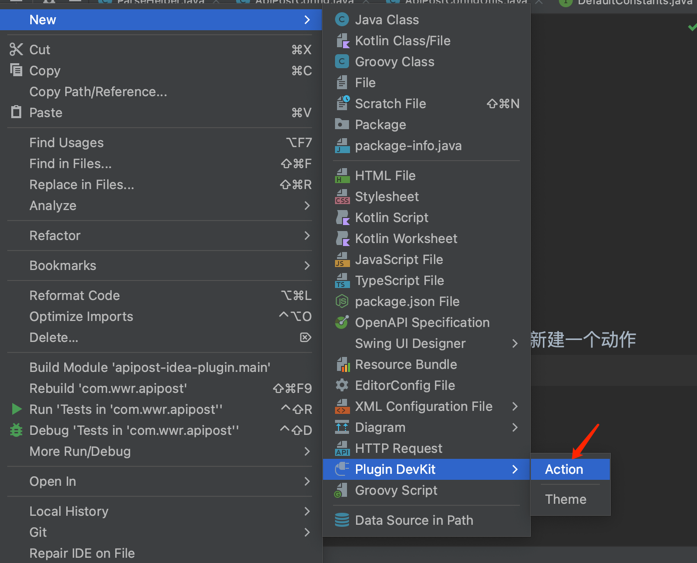 ParseHelper.java
ApiPostConfig.java
ApiPostConfigUtils.java
DefaultConstants.java
New
Cut ⌘X
Copy ⌘C
Copy Path/Reference...
Paste ⌘V
Find Usages ⌥F7
Find in Files... ⇧⌘F
Replace in Files... ⇧⌘R
Analyze
Refactor
Bookmarks
Reformat Code ⌥⌘L
Optimize Imports ^⌥O
Delete... ⌦
Build Module 'apipost-idea-plugin.main'
Rebuild 'com.wwr.apipost' ⇧⌘F9
Run 'Tests in 'com.wwr.apipost'' ^⇧R
Debug 'Tests in 'com.wwr.apipost'' ^⇧D
More Run/Debug
Open In
Local History
Git
Repair IDE on File
Java Class
Kotlin Class/File
Groovy Class
File
Scratch File ⇧⌘N
Package
package-info.java
HTML File
Stylesheet
Kotlin Script
Kotlin Worksheet
JavaScript File
TypeScript File
package.json File
OpenAPI Specification
Swing UI Designer
Resource Bundle
EditorConfig File
XML Configuration File
Diagram
HTTP Request
Plugin DevKit
Groovy Script
Data Source in Path
新建一个动作
Action
Theme